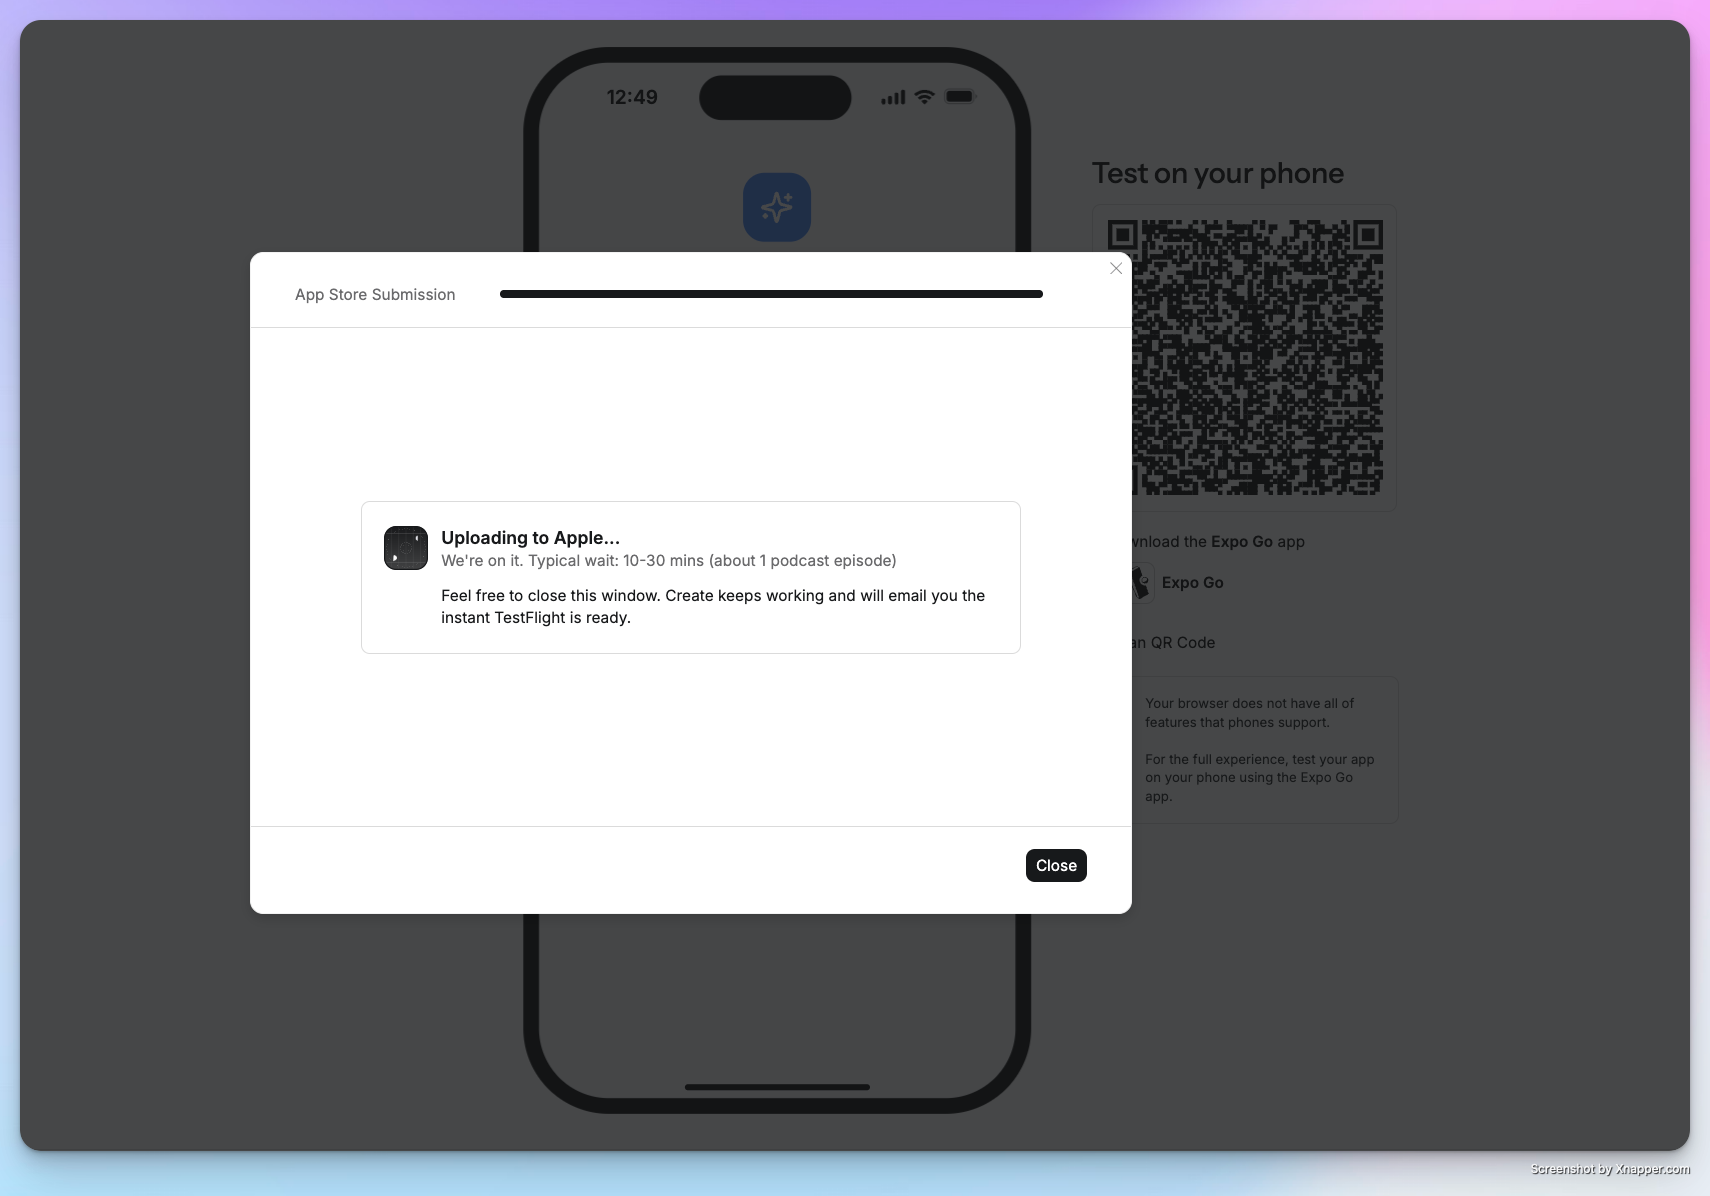 12:49
Test on your phone
App Store Submission
Uploading to Apple...
We're on it. Typical wait: 10-30 mins (about 1 podcast episode)
Feel free to close this window. Create keeps working and will email you the
instant TestFlight is ready.
the Expo Go app
Expo Go
QR Code
Your browser does not have all of
features that phones support.
For the full experience, test your app
on your phone using the Expo Go
app.
Close
Screenshot by Xnapper.com